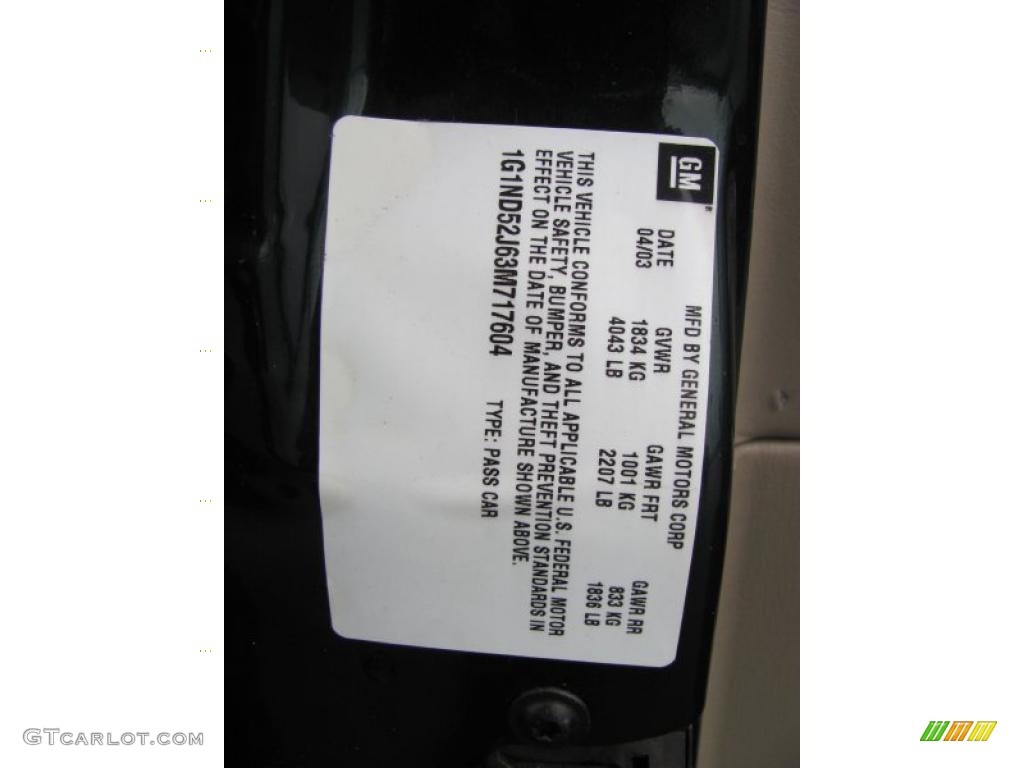 GM
MFD BY GENERAL MOTORS CORP
DATE GVWR GAWR FRT GAWR RR
04/03 1834 KG 1001 KG 833 KG
4043 LB 2207 LB 1836 LB
THIS VEHICLE CONFORMS TO ALL APPLICABLE U.S. FEDERAL MOTOR
VEHICLE SAFETY, BUMPER, AND THEFT PREVENTION STANDARDS IN
EFFECT ON THE DATE OF MANUFACTURE SHOWN ABOVE.
1G1ND52J63M717604 TYPE: PASS CAR
GTCARLOT.COM